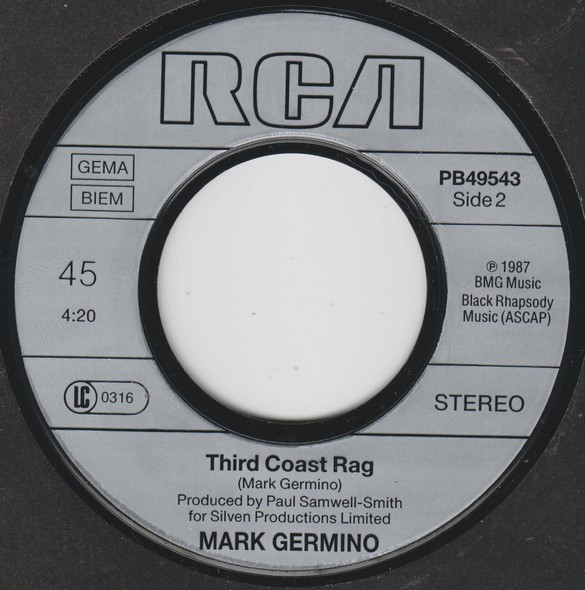 RCA
GEMA
BIEM
PB49543
Side 2
45
4:20
℗ 1987
BMG Music
Black Rhapsody
Music (ASCAP)
LC 0316
STEREO
Third Coast Rag
(Mark Germino)
Produced by Paul Samwell-Smith
for Silven Productions Limited
MARK GERMINO